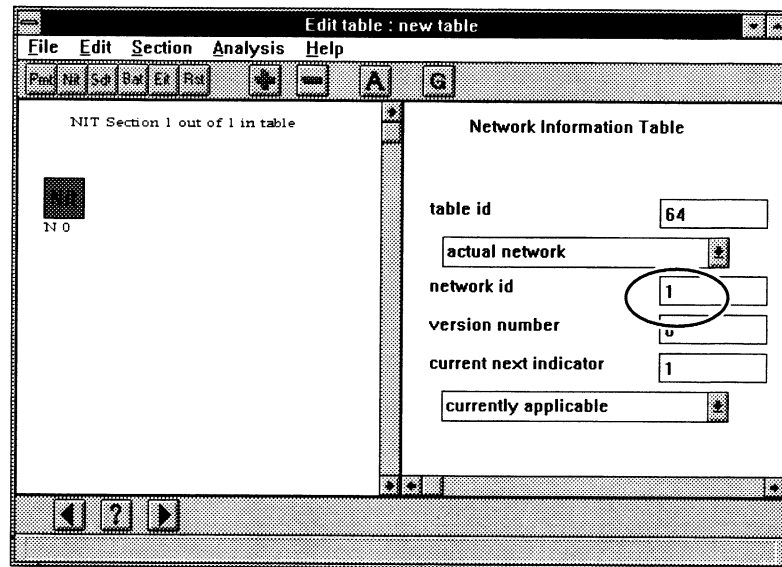 Edit table : new table
File Edit Section Analysis Help
Pmt Nit Sdt Bat Eit Rst A G
NIT Section 1 out of 1 in table
Nit
N 0
Network Information Table
table id 64
actual network
network id 1
version number
current next indicator 1
currently applicable
?